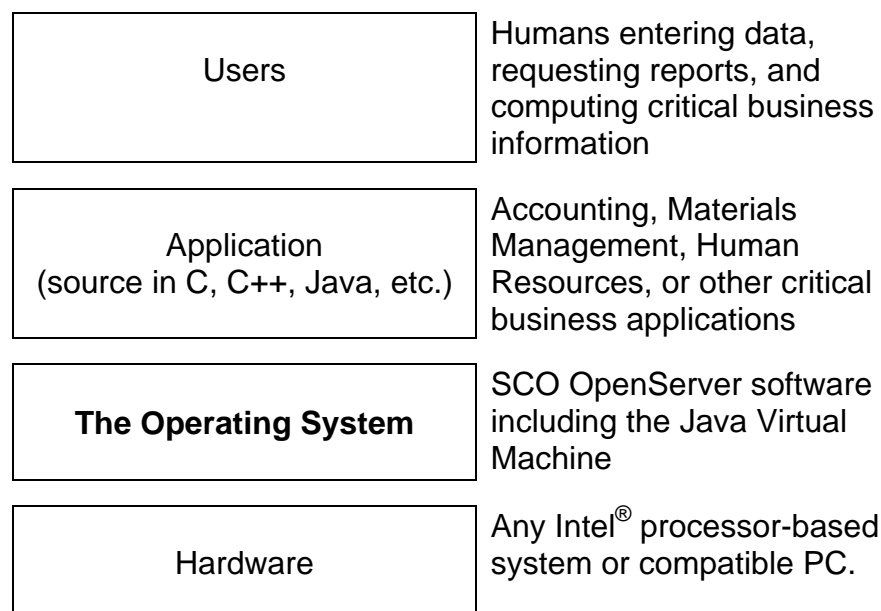 Users
Humans entering data,
requesting reports, and
computing critical business
information
Application
(source in C, C++, Java, etc.)
Accounting, Materials
Management, Human
Resources, or other critical
business applications
The Operating System
SCO OpenServer software
including the Java Virtual
Machine
Hardware
Any Intel® processor-based
system or compatible PC.